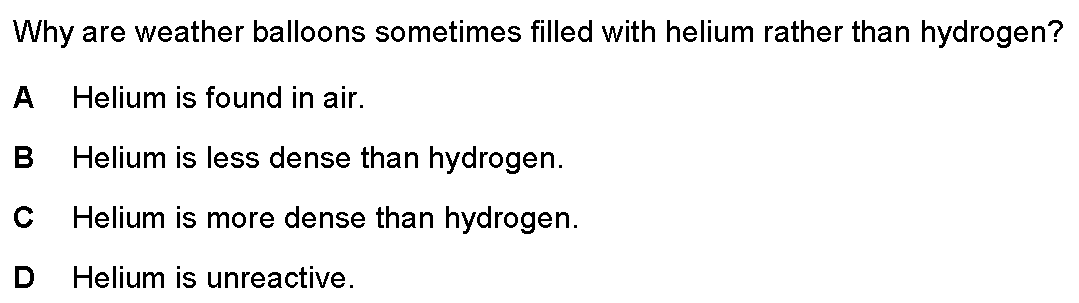 Why are weather balloons sometimes filled with helium rather than hydrogen?
A Helium is found in air.
B Helium is less dense than hydrogen.
C Helium is more dense than hydrogen.
D Helium is unreactive.